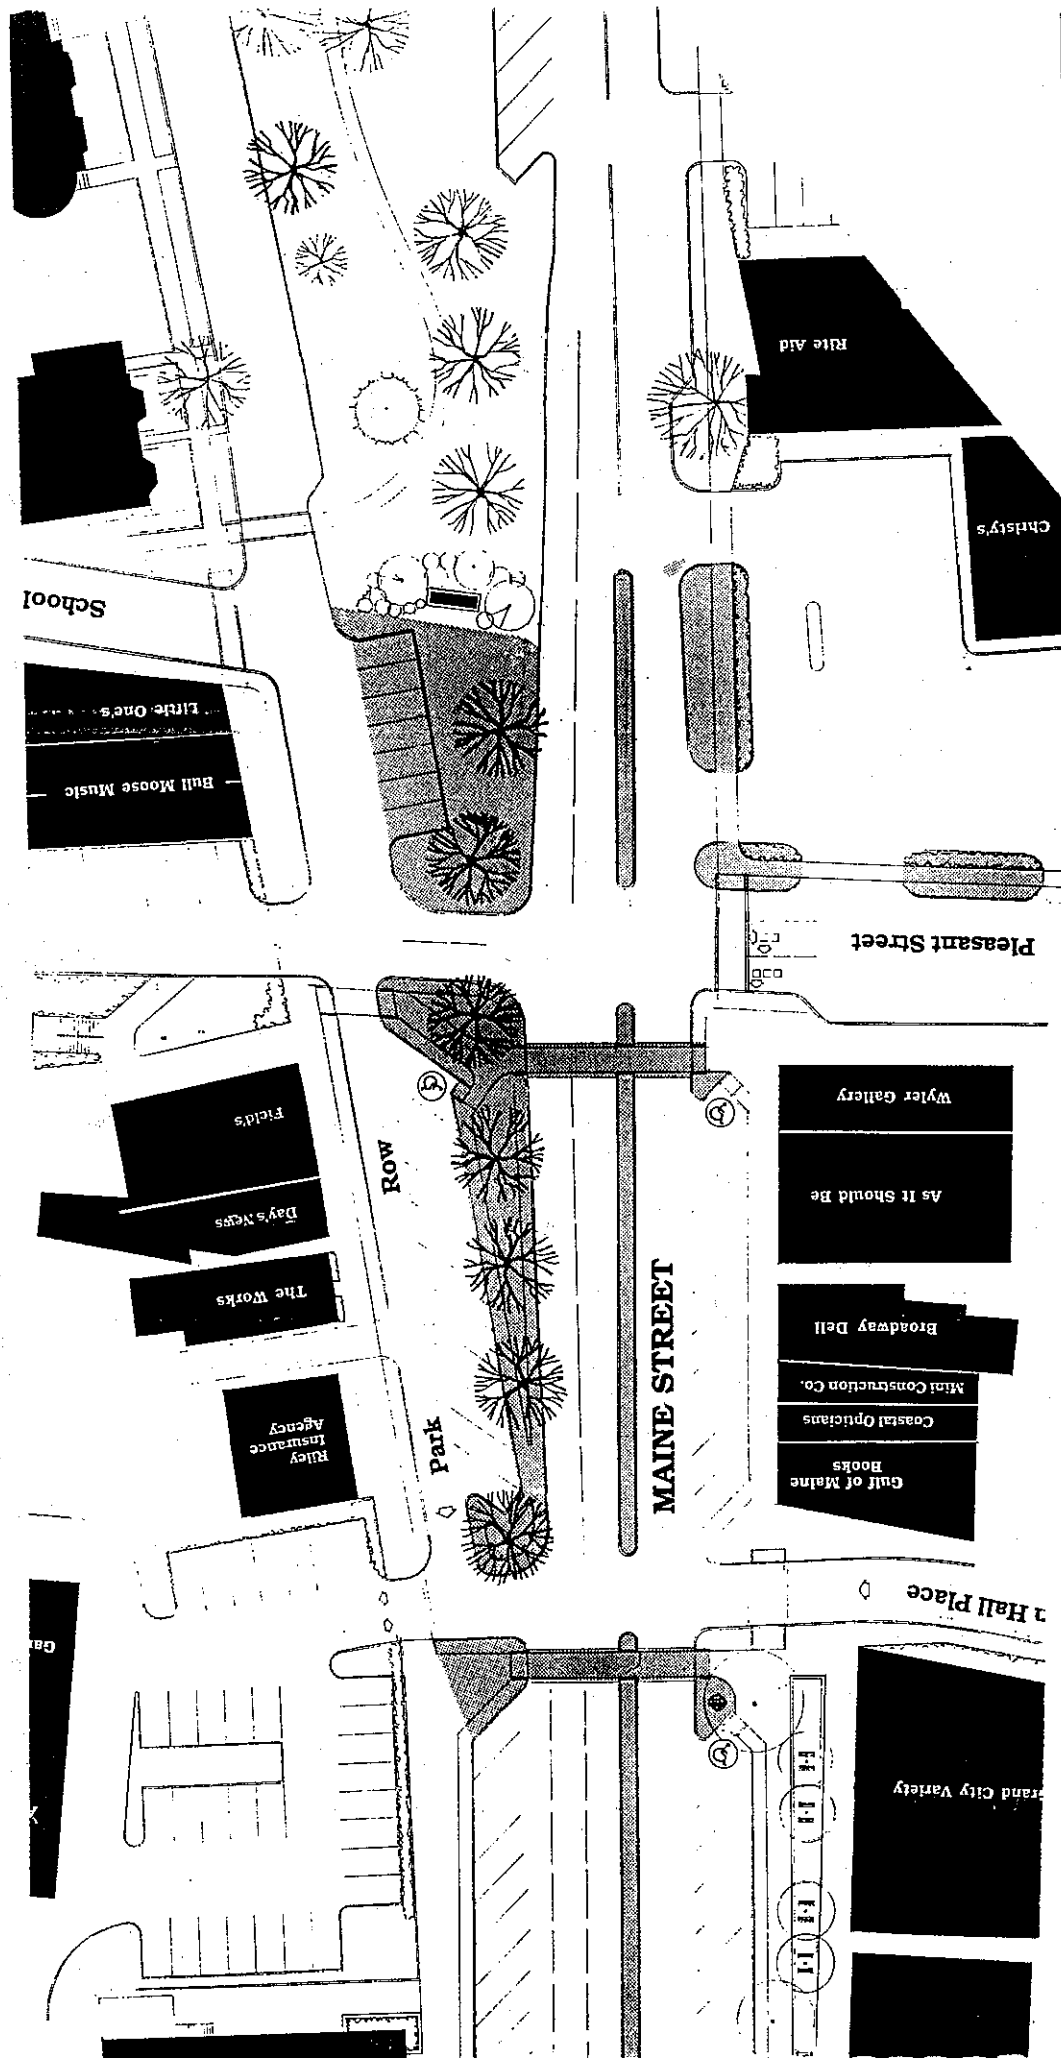 Rite Aid
Christy's
School
Little One's
Bull Moose Music
Pleasant Street
Field's
Day's News
The Works
Riley
Insurance
Agency
Park Row
MAINE STREET
Wyler Gallery
As It Should Be
Broadway Deli
Mini Construction Co.
Coastal Opticians
Gulf of Maine
Books
n Hall Place
rand City Variety
Gar
Y